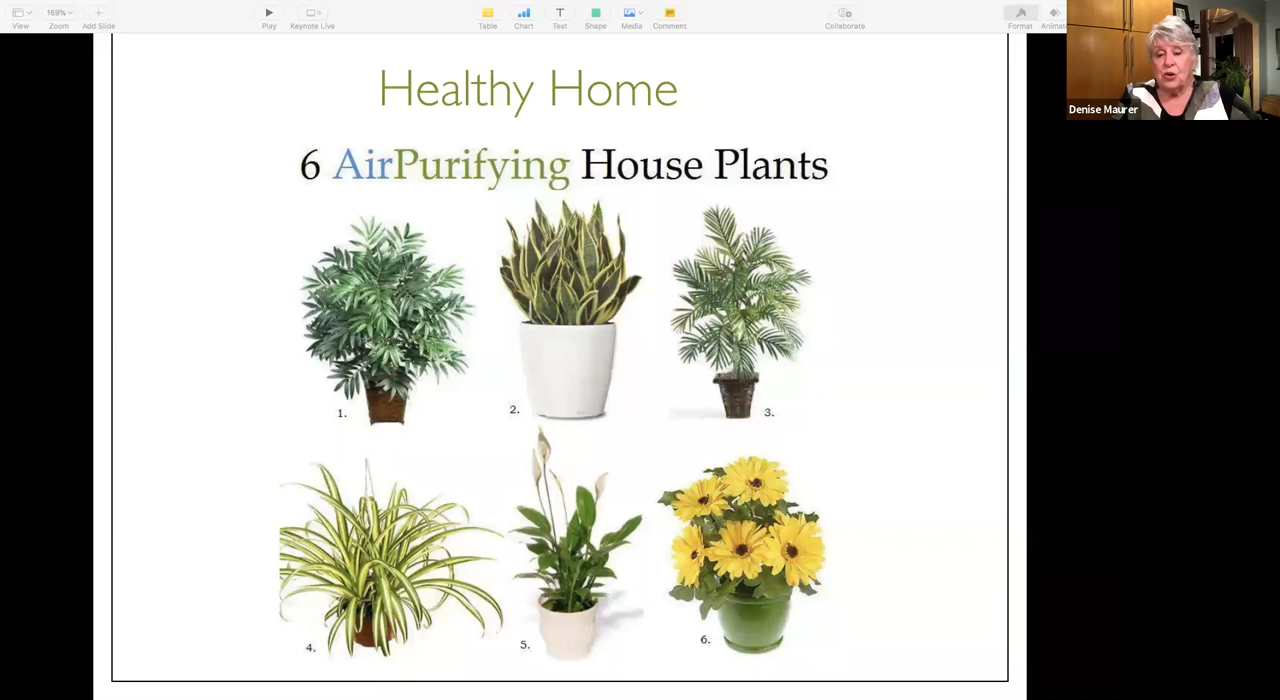 View
169%
Zoom
Add Slide
Play
Keynote Live
Table
Chart
Text
Shape
Media
Comment
Collaborate
Format
Animat
Denise Maurer
Healthy Home
6 AirPurifying House Plants
1.
2.
3.
4.
5.
6.